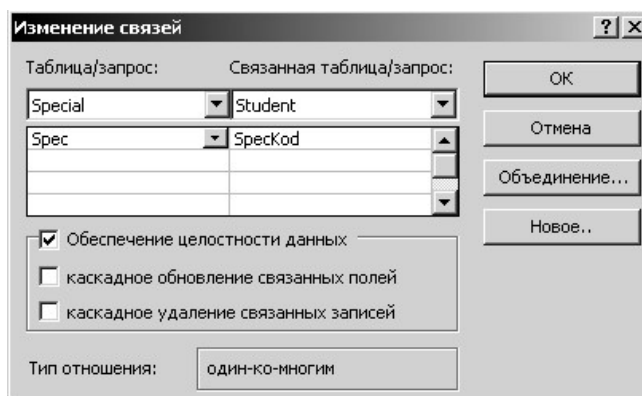 Изменение связей
Таблица/запрос: Связанная таблица/запрос:
Special Student
Spec SpecKod
Обеспечение целостности данных
каскадное обновление связанных полей
каскадное удаление связанных записей
Тип отношения: один-ко-многим
ОК
Отмена
Объединение...
Новое..